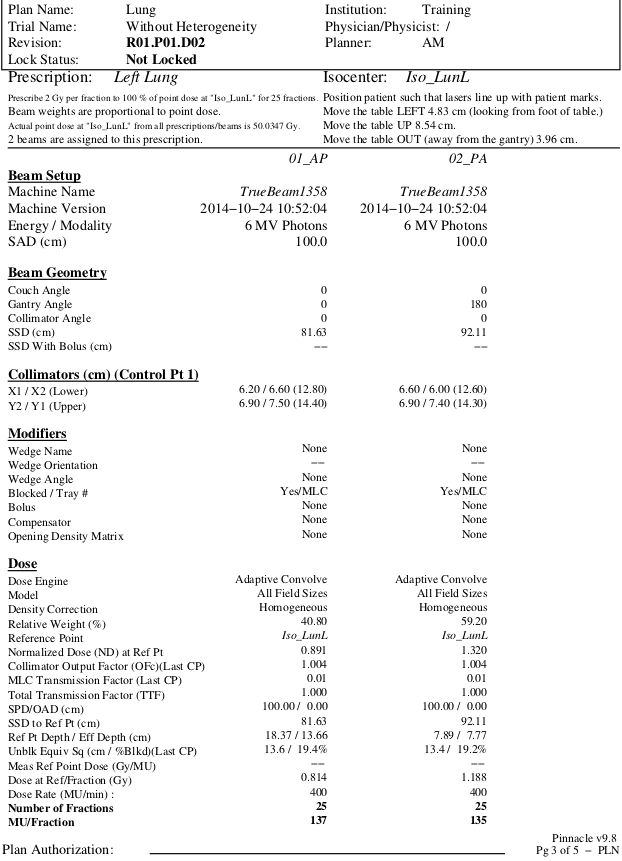 Plan Name: Lung Institution: Training
Trial Name: Without Heterogeneity Physician/Physicist: /
Revision: R01.P01.D02 Planner: AM
Lock Status: Not Locked
Prescription: Left Lung Isocenter: Iso_LunL
Prescribe 2 Gy per fraction to 100 % of point dose at "Iso_LunL" for 25 fractions. Position patient such that lasers line up with patient marks.
Beam weights are proportional to point dose. Move the table LEFT 4.83 cm (looking from foot of table.)
Actual point dose at "Iso_LunL" from all prescriptions/beams is 50.0347 Gy. Move the table UP 8.54 cm.
2 beams are assigned to this prescription. Move the table OUT (away from the gantry) 3.96 cm.
01_AP 02_PA
Beam Setup
Machine Name TrueBeam1358 TrueBeam1358
Machine Version 2014−10−24 10:52:04 2014−10−24 10:52:04
Energy / Modality 6 MV Photons 6 MV Photons
SAD (cm) 100.0 100.0
Beam Geometry
Couch Angle 0 0
Gantry Angle 0 180
Collimator Angle 0 0
SSD (cm) 81.63 92.11
SSD With Bolus (cm) −− −−
Collimators (cm) (Control Pt 1)
X1 / X2 (Lower) 6.20 / 6.60 (12.80) 6.60 / 6.00 (12.60)
Y2 / Y1 (Upper) 6.90 / 7.50 (14.40) 6.90 / 7.40 (14.30)
Modifiers
Wedge Name None None
Wedge Orientation −− −−
Wedge Angle None None
Blocked / Tray # Yes/MLC Yes/MLC
Bolus None None
Compensator None None
Opening Density Matrix None None
Dose
Dose Engine Adaptive Convolve Adaptive Convolve
Model All Field Sizes All Field Sizes
Density Correction Homogeneous Homogeneous
Relative Weight (%) 40.80 59.20
Reference Point Iso_LunL Iso_LunL
Normalized Dose (ND) at Ref Pt 0.891 1.320
Collimator Output Factor (OFc)(Last CP) 1.004 1.004
MLC Transmission Factor (Last CP) 0.01 0.01
Total Transmission Factor (TTF) 1.000 1.000
SPD/OAD (cm) 100.00 / 0.00 100.00 / 0.00
SSD to Ref Pt (cm) 81.63 92.11
Ref Pt Depth / Eff Depth (cm) 18.37 / 13.66 7.89 / 7.77
Unblk Equiv Sq (cm / %Blkd)(Last CP) 13.6 / 19.4% 13.4 / 19.2%
Meas Ref Point Dose (Gy/MU) −− −−
Dose at Ref/Fraction (Gy) 0.814 1.188
Dose Rate (MU/min) : 400 400
Number of Fractions 25 25
MU/Fraction 137 135
Pinnacle v9.8
Plan Authorization: Pg 3 of 5 − PLN